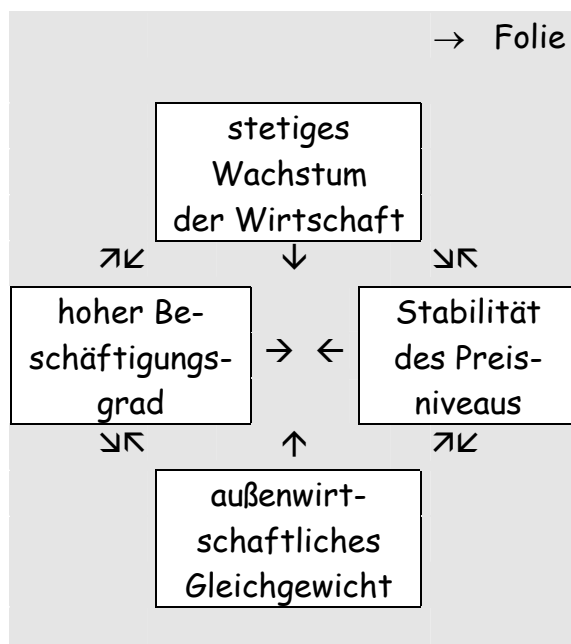 → Folie
stetiges
Wachstum
der Wirtschaft
↗↙ ↓ ↘↖
hoher Be-
schäftigungs-
grad
→ ←
Stabilität
des Preis-
niveaus
↘↖ ↑ ↗↙
außenwirt-
schaftliches
Gleichgewicht